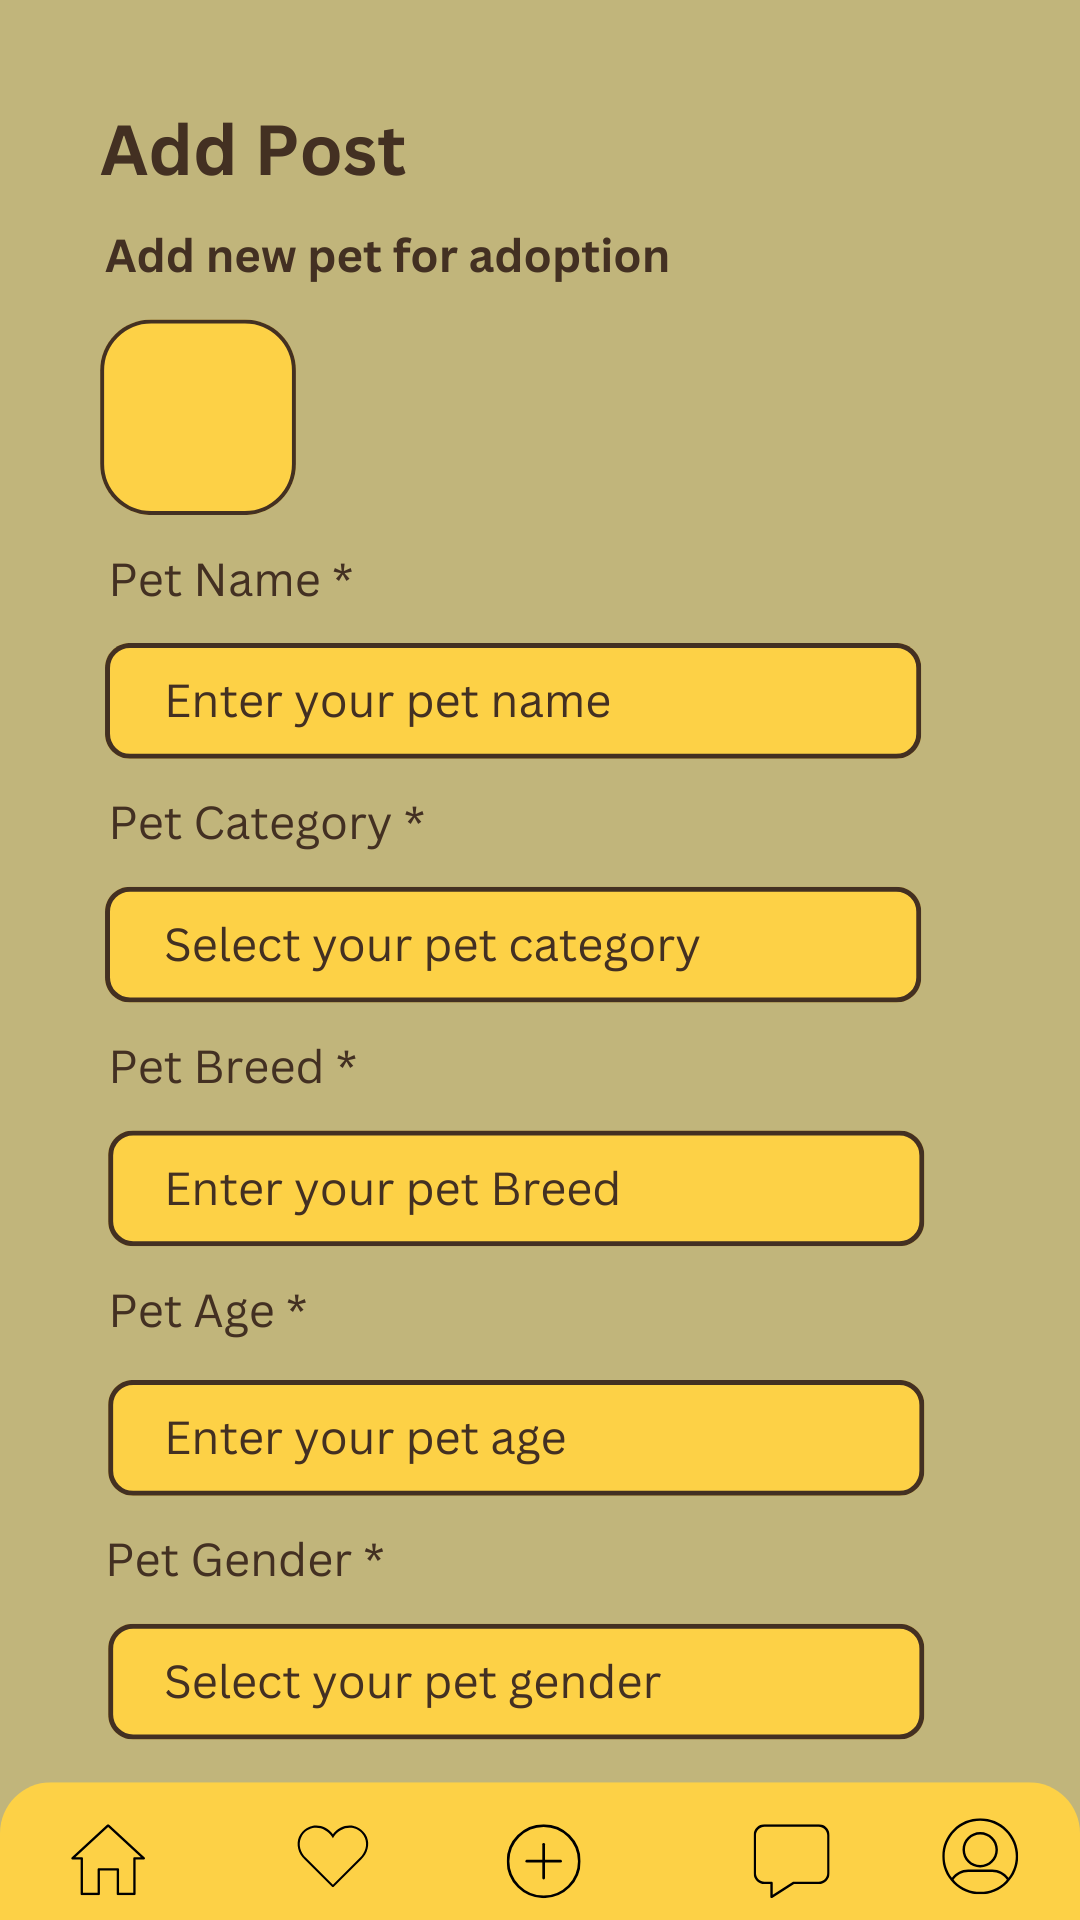 Add Post
Add new pet for adoption
Pet Name *
Enter your pet name
Pet Category *
Select your pet category
Pet Breed *
Enter your pet Breed
Pet Age *
Enter your pet age
Pet Gender *
Select your pet gender